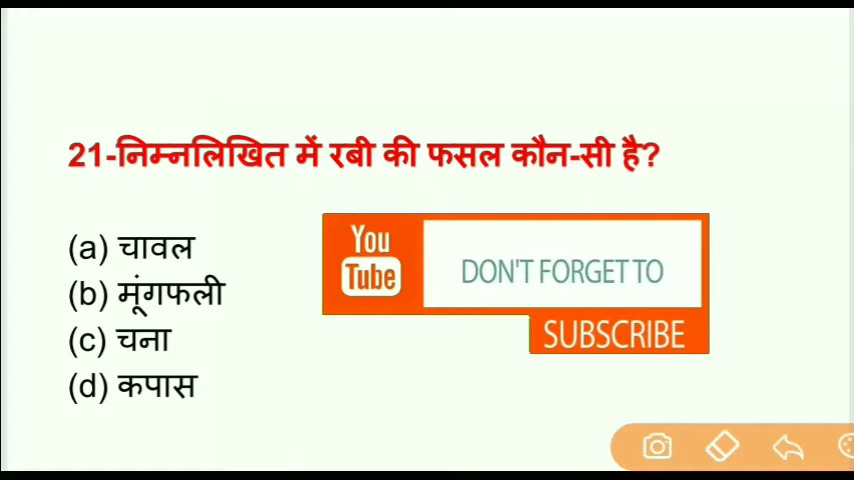 21-निम्नलिखित में रबी की फसल कौन-सी है?
(a) चावल
(b) मूंगफली
(c) चना
(d) कपास
You
Tube
DON'T FORGET TO
SUBSCRIBE